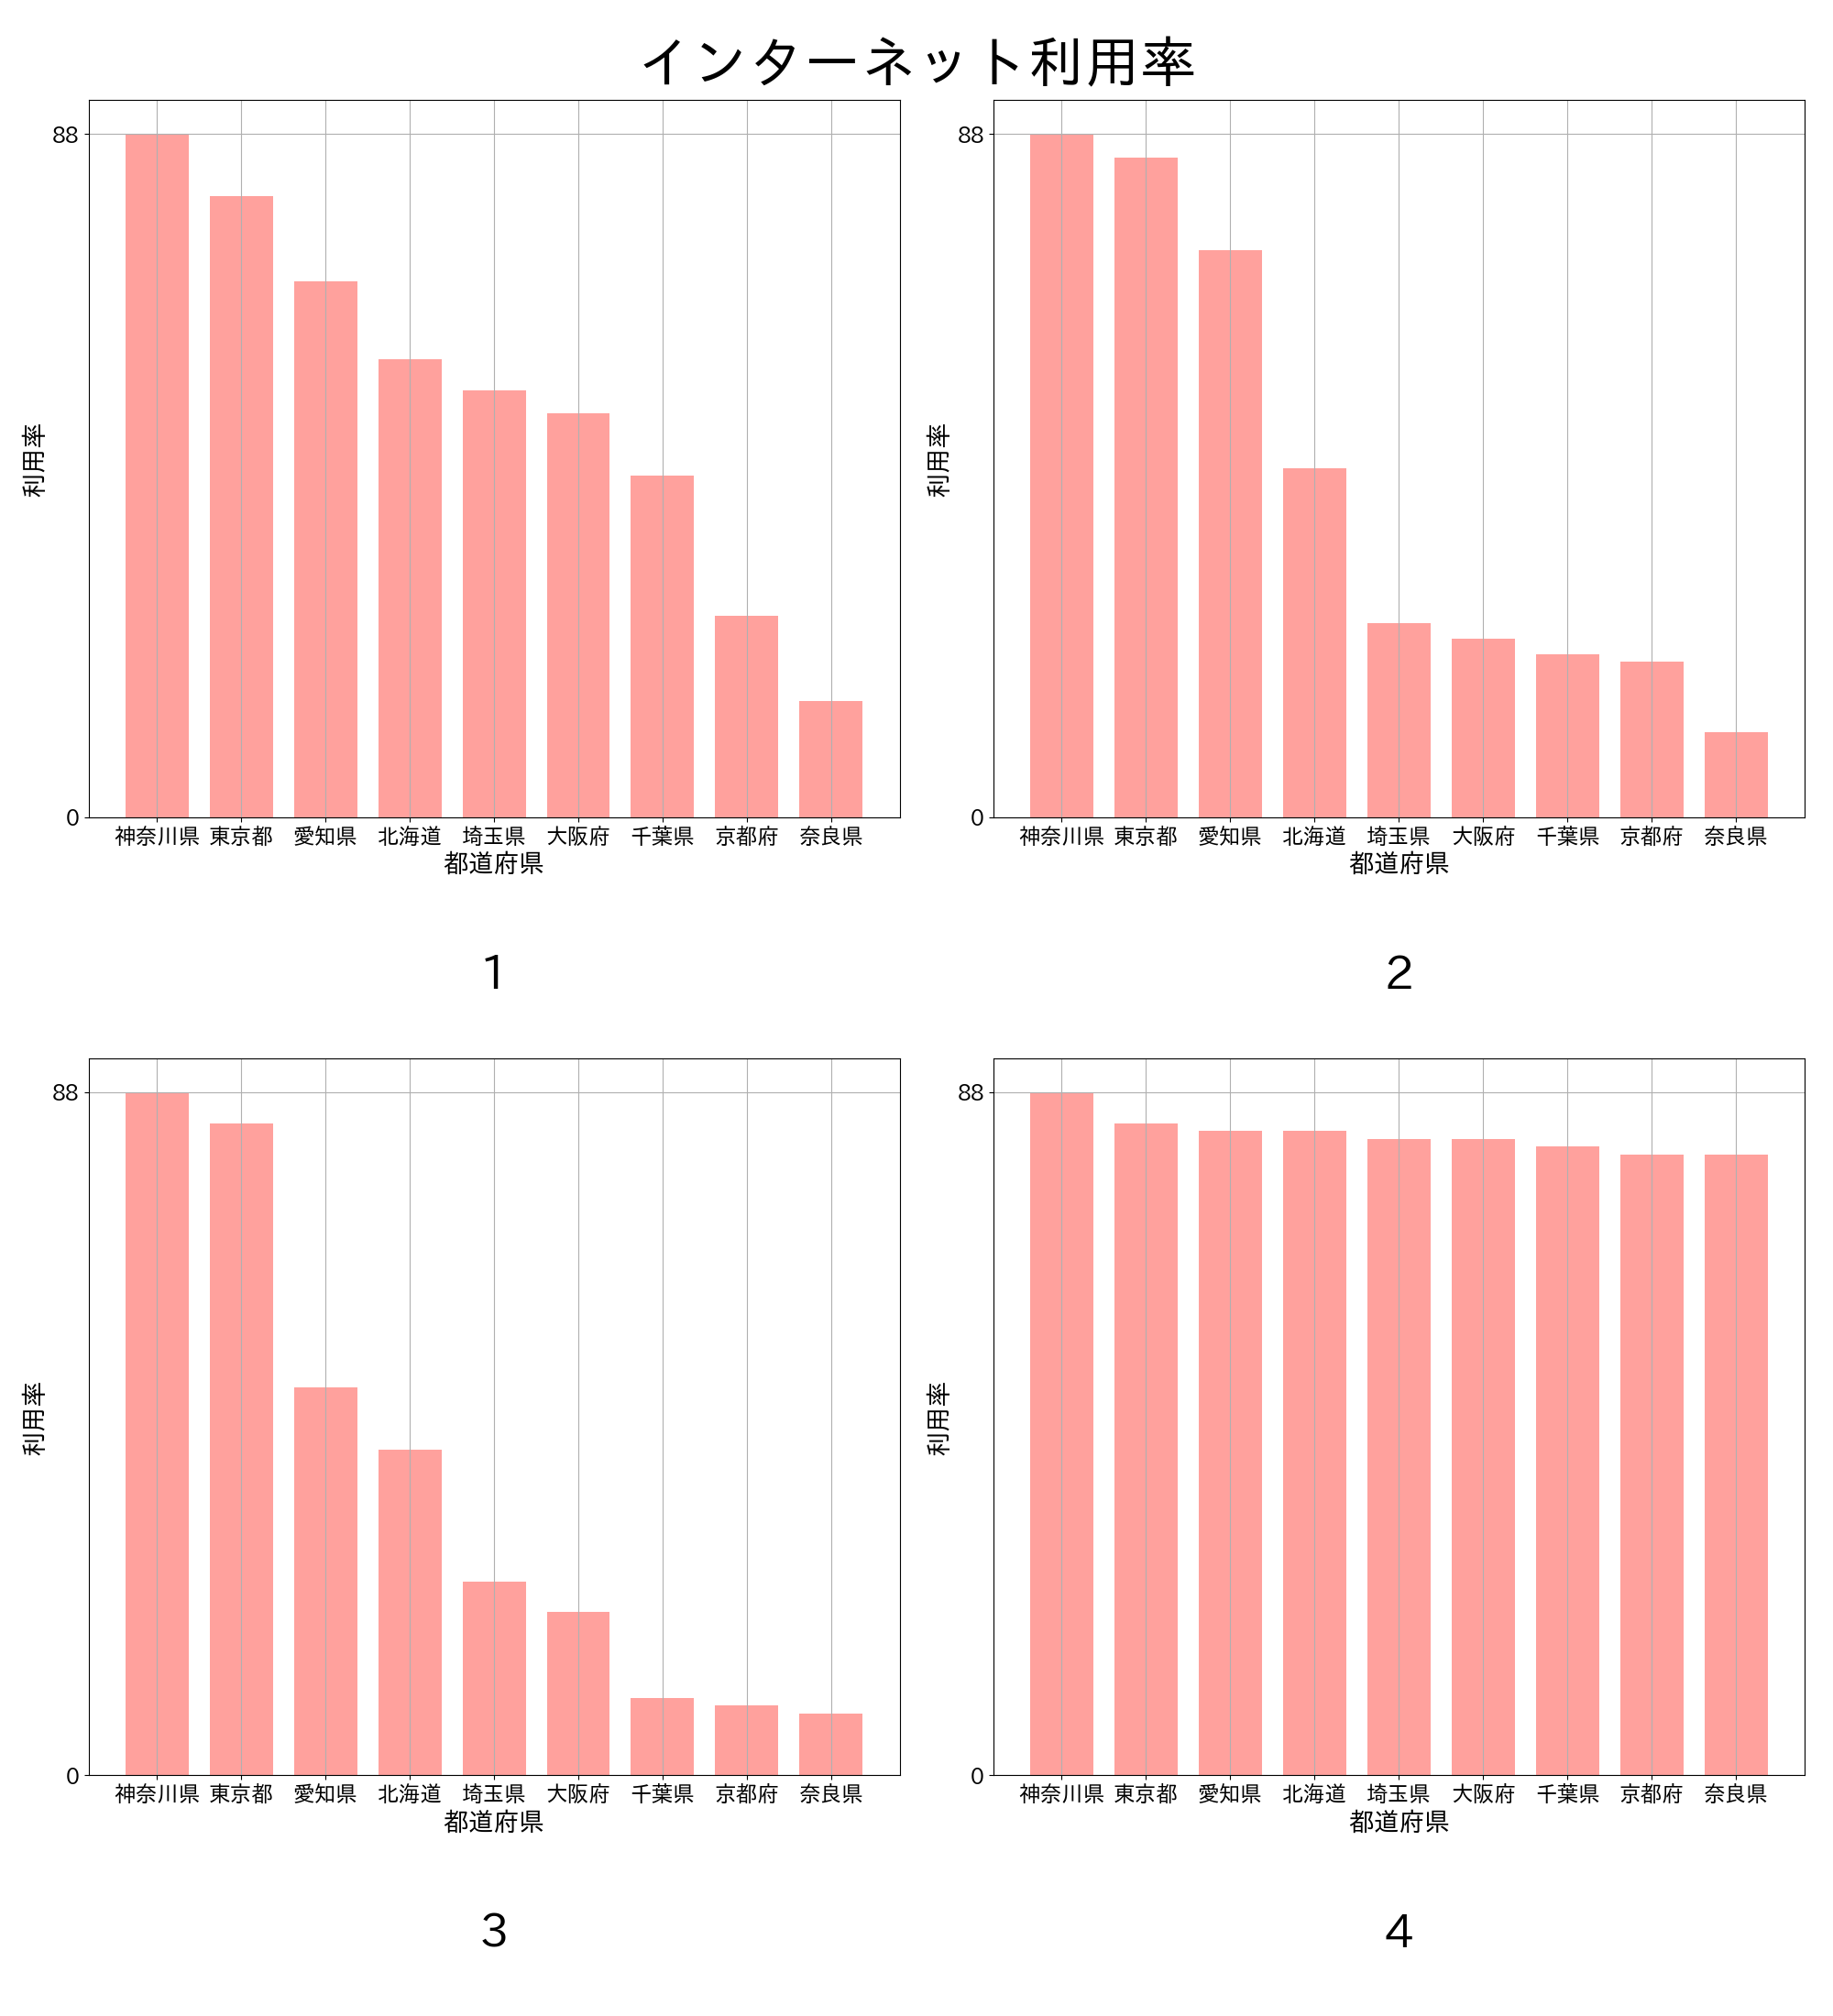 インターネット利用率
88
0
利用率
神奈川県 東京都 愛知県 北海道 埼玉県 大阪府 千葉県 京都府 奈良県
都道府県
1
88
0
利用率
神奈川県 東京都 愛知県 北海道 埼玉県 大阪府 千葉県 京都府 奈良県
都道府県
2
88
0
利用率
神奈川県 東京都 愛知県 北海道 埼玉県 大阪府 千葉県 京都府 奈良県
都道府県
3
88
0
利用率
神奈川県 東京都 愛知県 北海道 埼玉県 大阪府 千葉県 京都府 奈良県
都道府県
4